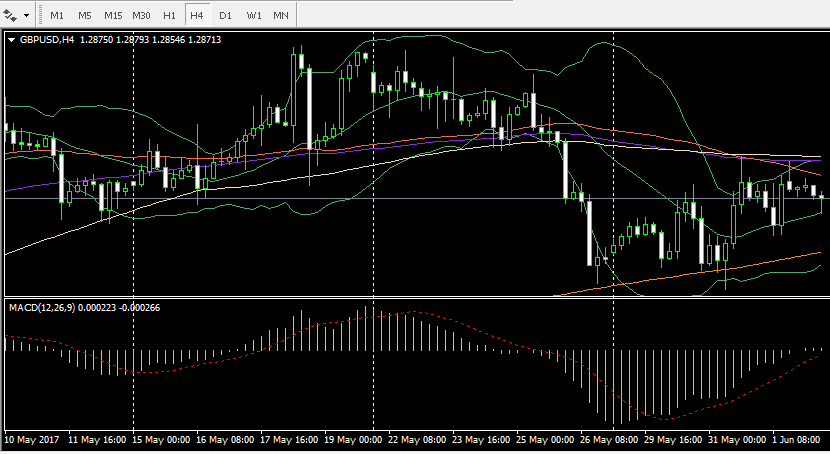 M1 M5 M15 M30 H1 H4 D1 W1 MN
GBPUSD,H4 1.28750 1.28793 1.28546 1.28713
MACD(12,26,9) 0.000223 -0.000266
10 May 2017 11 May 16:00 15 May 00:00 16 May 08:00 17 May 16:00 19 May 00:00 22 May 08:00 23 May 16:00 25 May 00:00 26 May 08:00 29 May 16:00 31 May 00:00 1 Jun 08:00